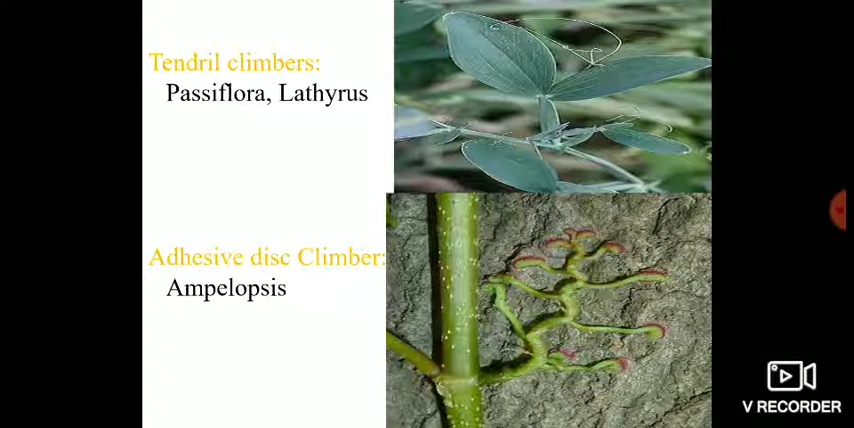 Tendril climbers:
Passiflora, Lathyrus
Adhesive disc Climber:
Ampelopsis
V RECORDER